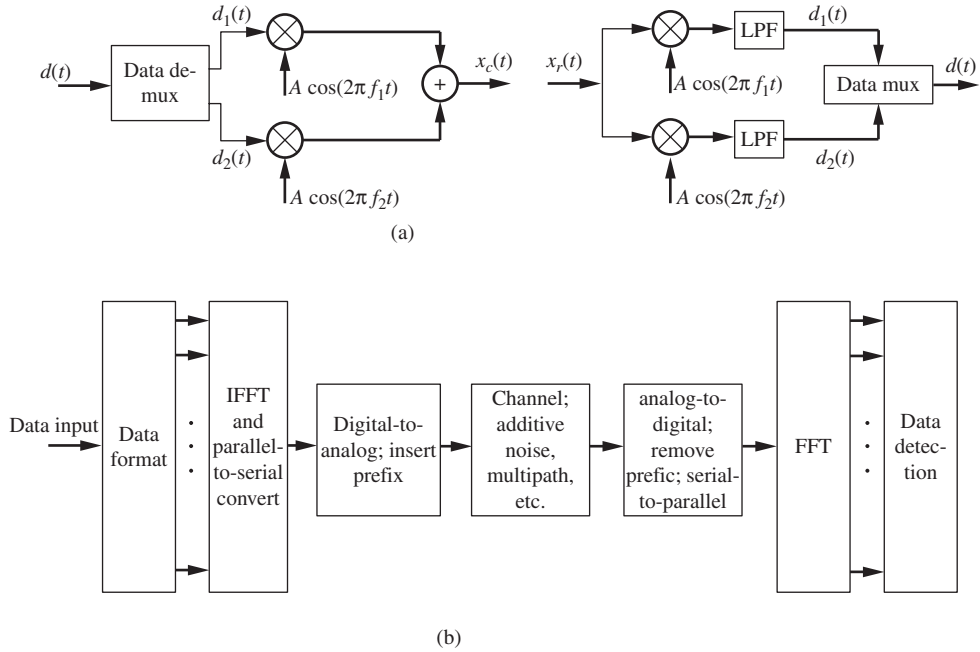 d(t)
Data de-
mux
d₁(t)
d₂(t)
A cos(2π f₁t)
A cos(2π f₂t)
+
x_c(t)
x_r(t)
A cos(2π f₁t)
A cos(2π f₂t)
LPF
LPF
d₁(t)
d₂(t)
Data mux
d(t)
(a)
Data input
Data
format
IFFT
and
parallel-
to-serial
convert
Digital-to-
analog; insert
prefix
Channel;
additive
noise,
multipath,
etc.
analog-to-
digital;
remove
prefic; serial-
to-parallel
FFT
Data
detec-
tion
(b)